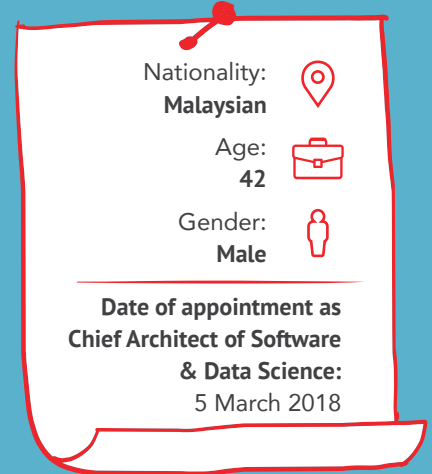 Nationality:
Malaysian
Age:
42
Gender:
Male
Date of appointment as
Chief Architect of Software
& Data Science:
5 March 2018